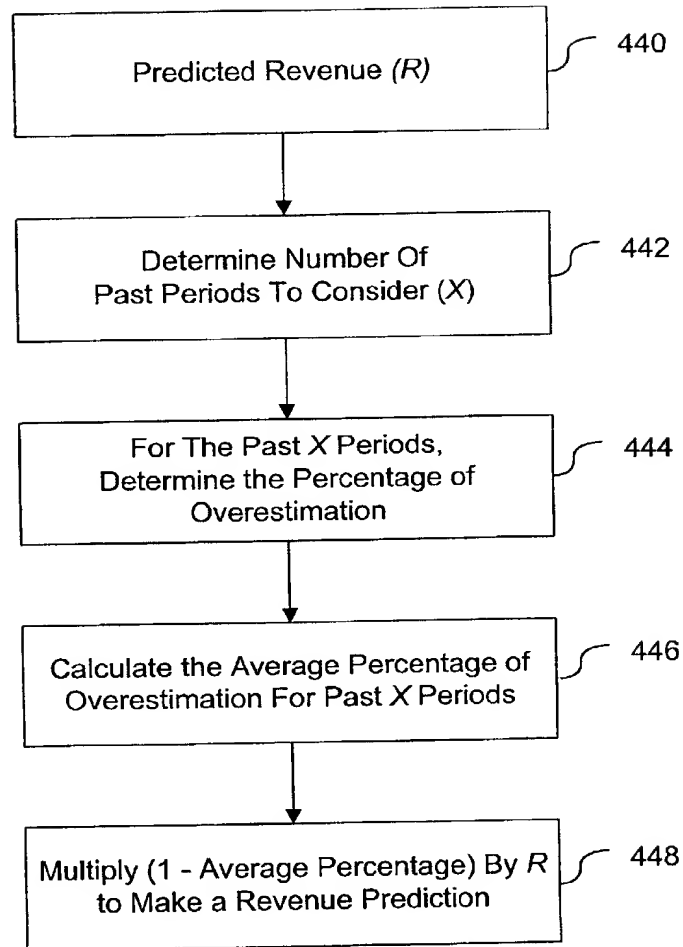 Predicted Revenue (R)
440
Determine Number Of
Past Periods To Consider (X)
442
For The Past X Periods,
Determine the Percentage of
Overestimation
444
Calculate the Average Percentage of
Overestimation For Past X Periods
446
Multiply (1 - Average Percentage) By R
to Make a Revenue Prediction
448